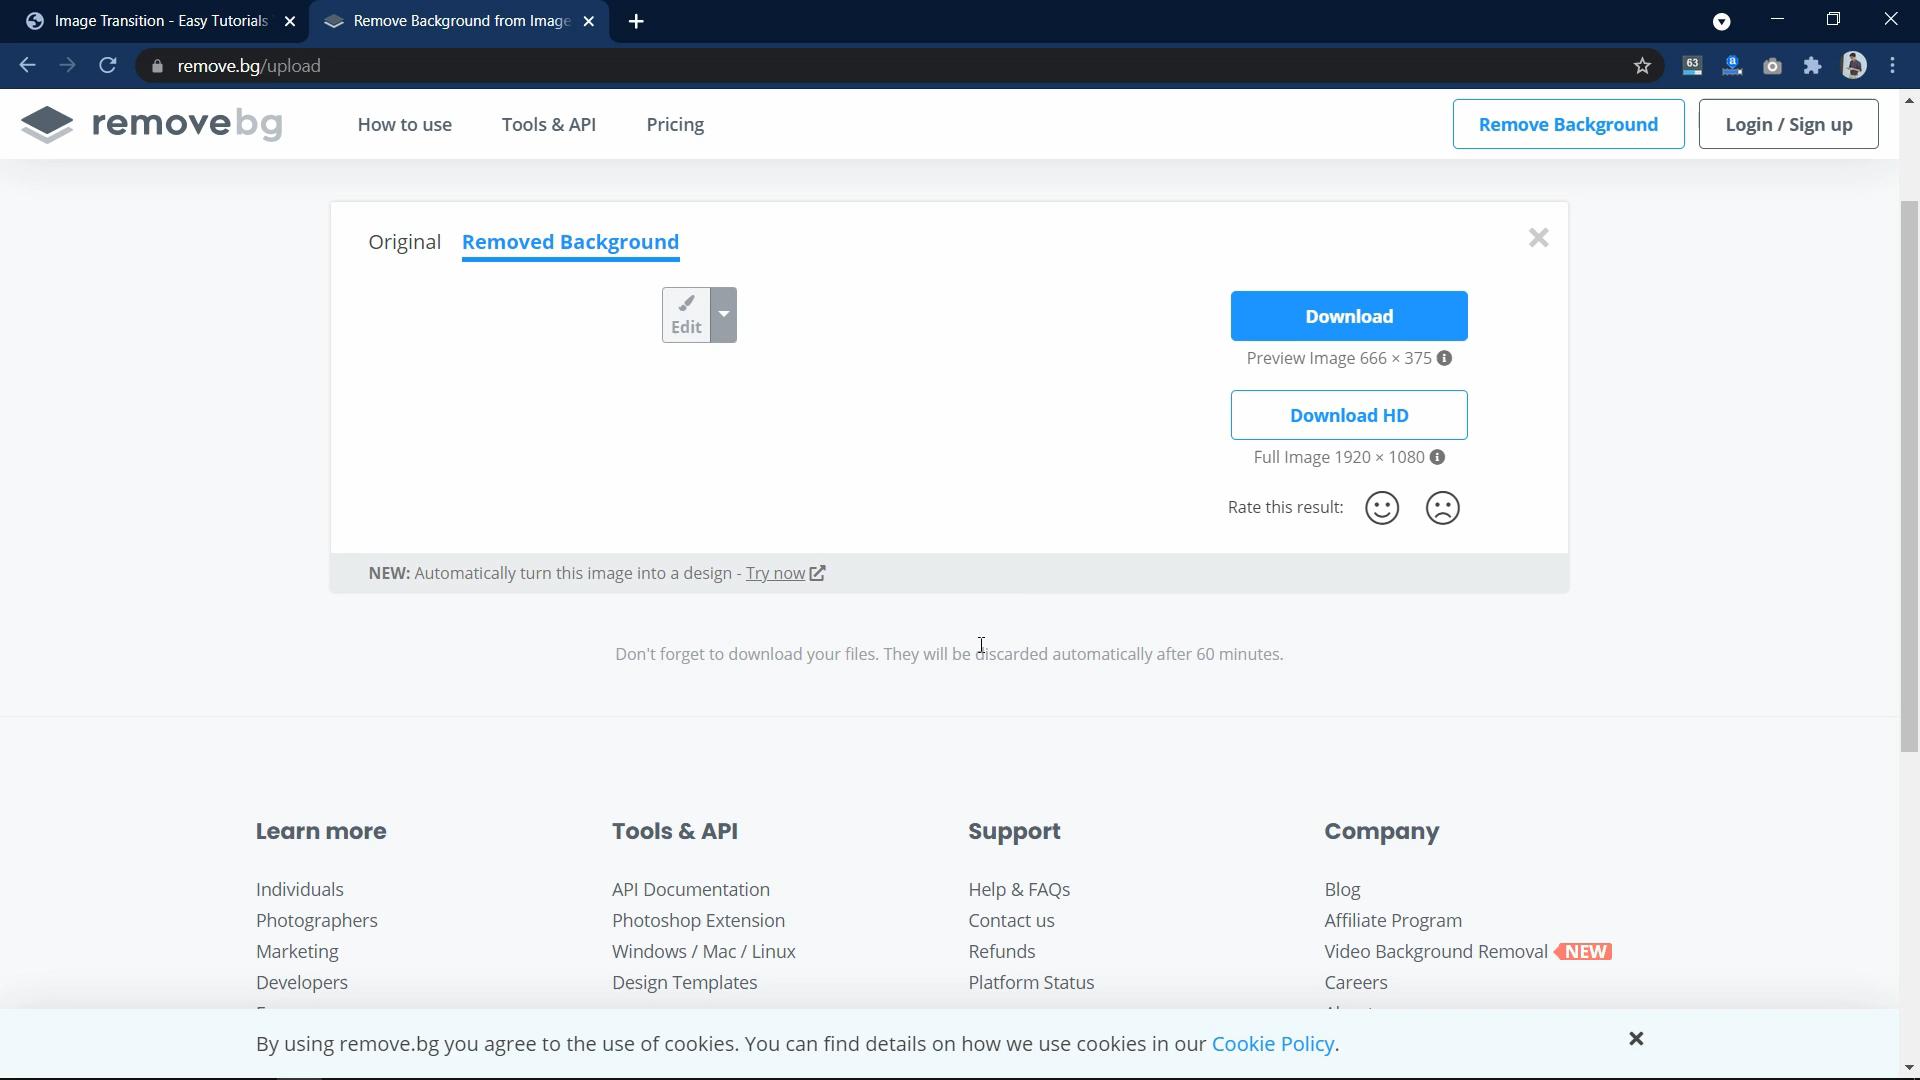 Image Transition - Easy Tutorials
Remove Background from Image
remove.bg/upload
63
removebg
How to use
Tools & API
Pricing
Remove Background
Login / Sign up
Original
Removed Background
Edit
Download
Preview Image 666 × 375
Download HD
Full Image 1920 × 1080
Rate this result:
NEW: Automatically turn this image into a design - Try now
Don't forget to download your files. They will be discarded automatically after 60 minutes.
Learn more
Tools & API
Support
Company
Individuals
API Documentation
Help & FAQs
Blog
Photographers
Photoshop Extension
Contact us
Affiliate Program
Marketing
Windows / Mac / Linux
Refunds
Video Background Removal NEW
Developers
Design Templates
Platform Status
Careers
By using remove.bg you agree to the use of cookies. You can find details on how we use cookies in our Cookie Policy.